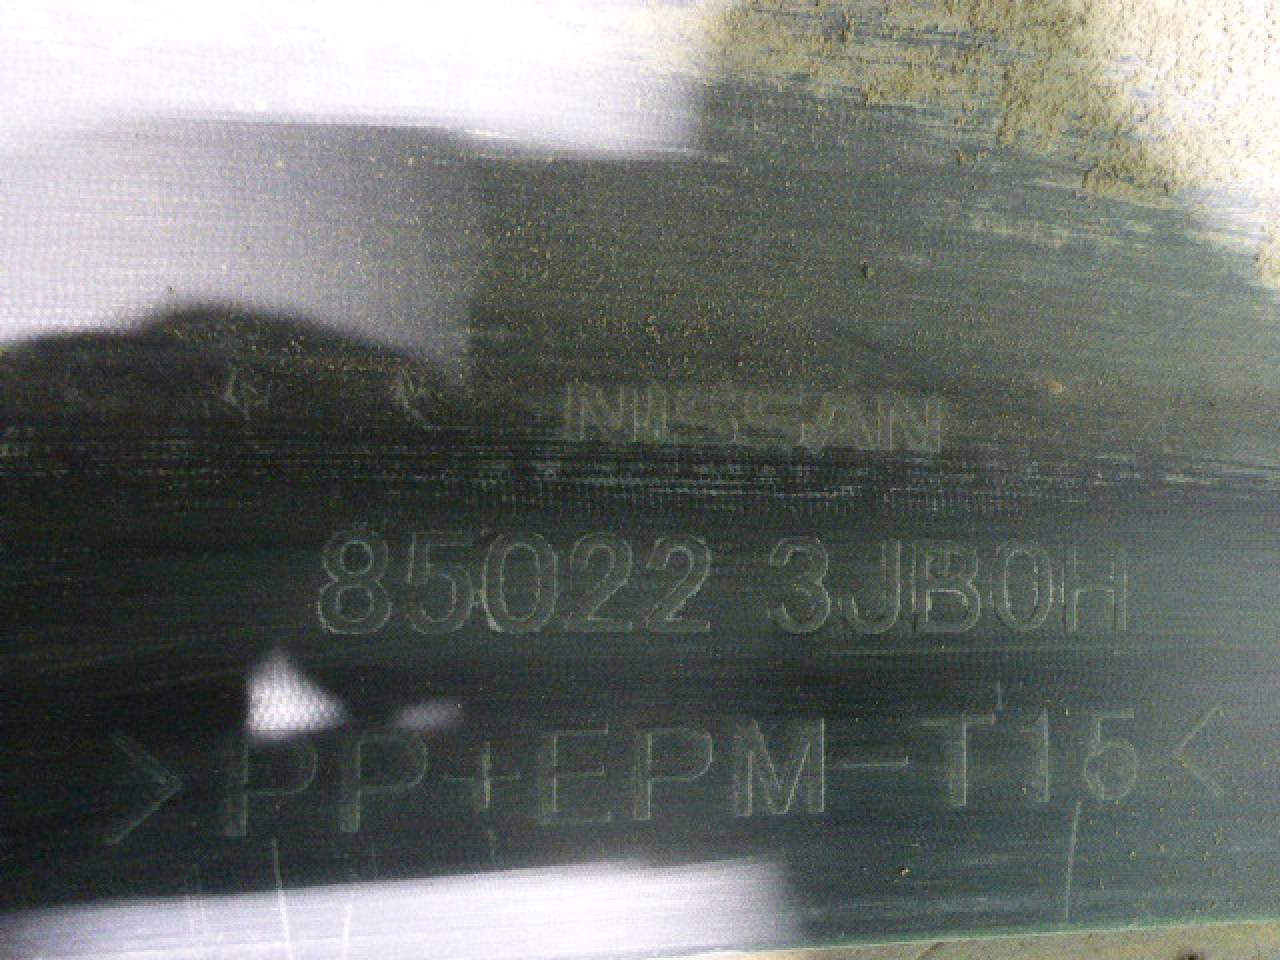 NISSAN
85022 3JB0H
>PP+EPM-T15<